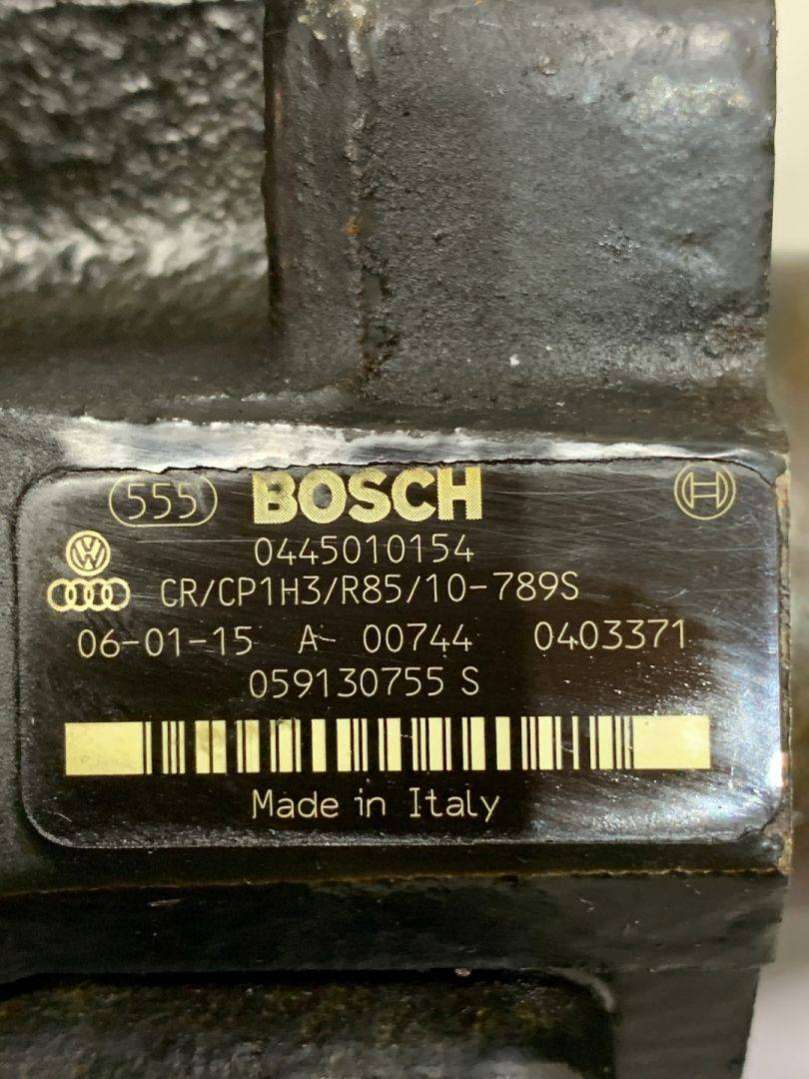 555 BOSCH
0445010154
CR/CP1H3/R85/10-789S
06-01-15 A 00744 0403371
059130755 S
Made in Italy